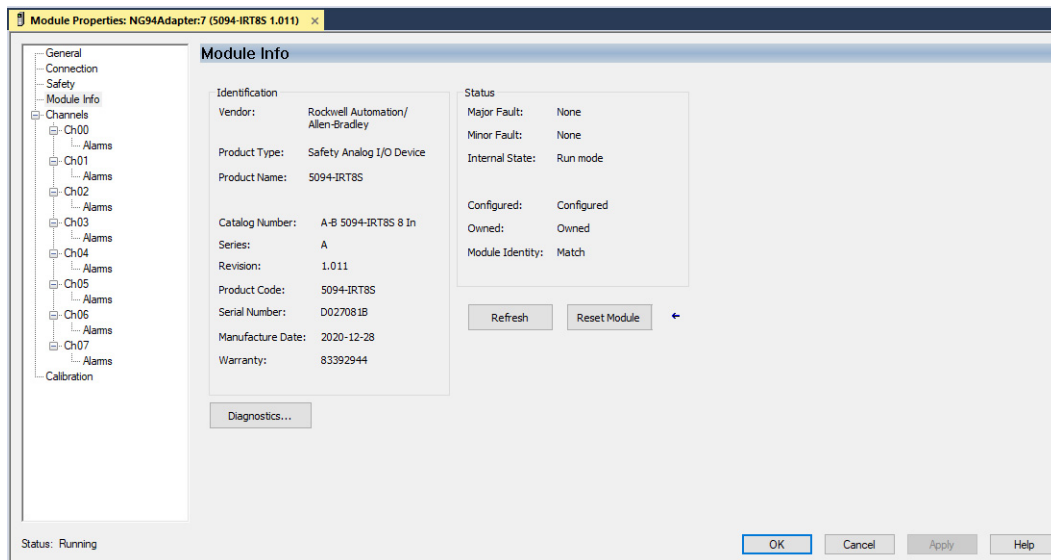 Module Properties: NG94Adapter:7 (5094-IRT8S 1.011) ×
General
Connection
Safety
Module Info
Channels
Ch00
Alarms
Ch01
Alarms
Ch02
Alarms
Ch03
Alarms
Ch04
Alarms
Ch05
Alarms
Ch06
Alarms
Ch07
Alarms
Calibration
Module Info
Identification
Vendor: Rockwell Automation/
Allen-Bradley
Product Type: Safety Analog I/O Device
Product Name: 5094-IRT8S
Catalog Number: A-B 5094-IRT8S 8 In
Series: A
Revision: 1.011
Product Code: 5094-IRT8S
Serial Number: D027081B
Manufacture Date: 2020-12-28
Warranty: 83392944
Diagnostics...
Status
Major Fault: None
Minor Fault: None
Internal State: Run mode
Configured: Configured
Owned: Owned
Module Identity: Match
Refresh Reset Module ←
Status: Running
OK Cancel Apply Help